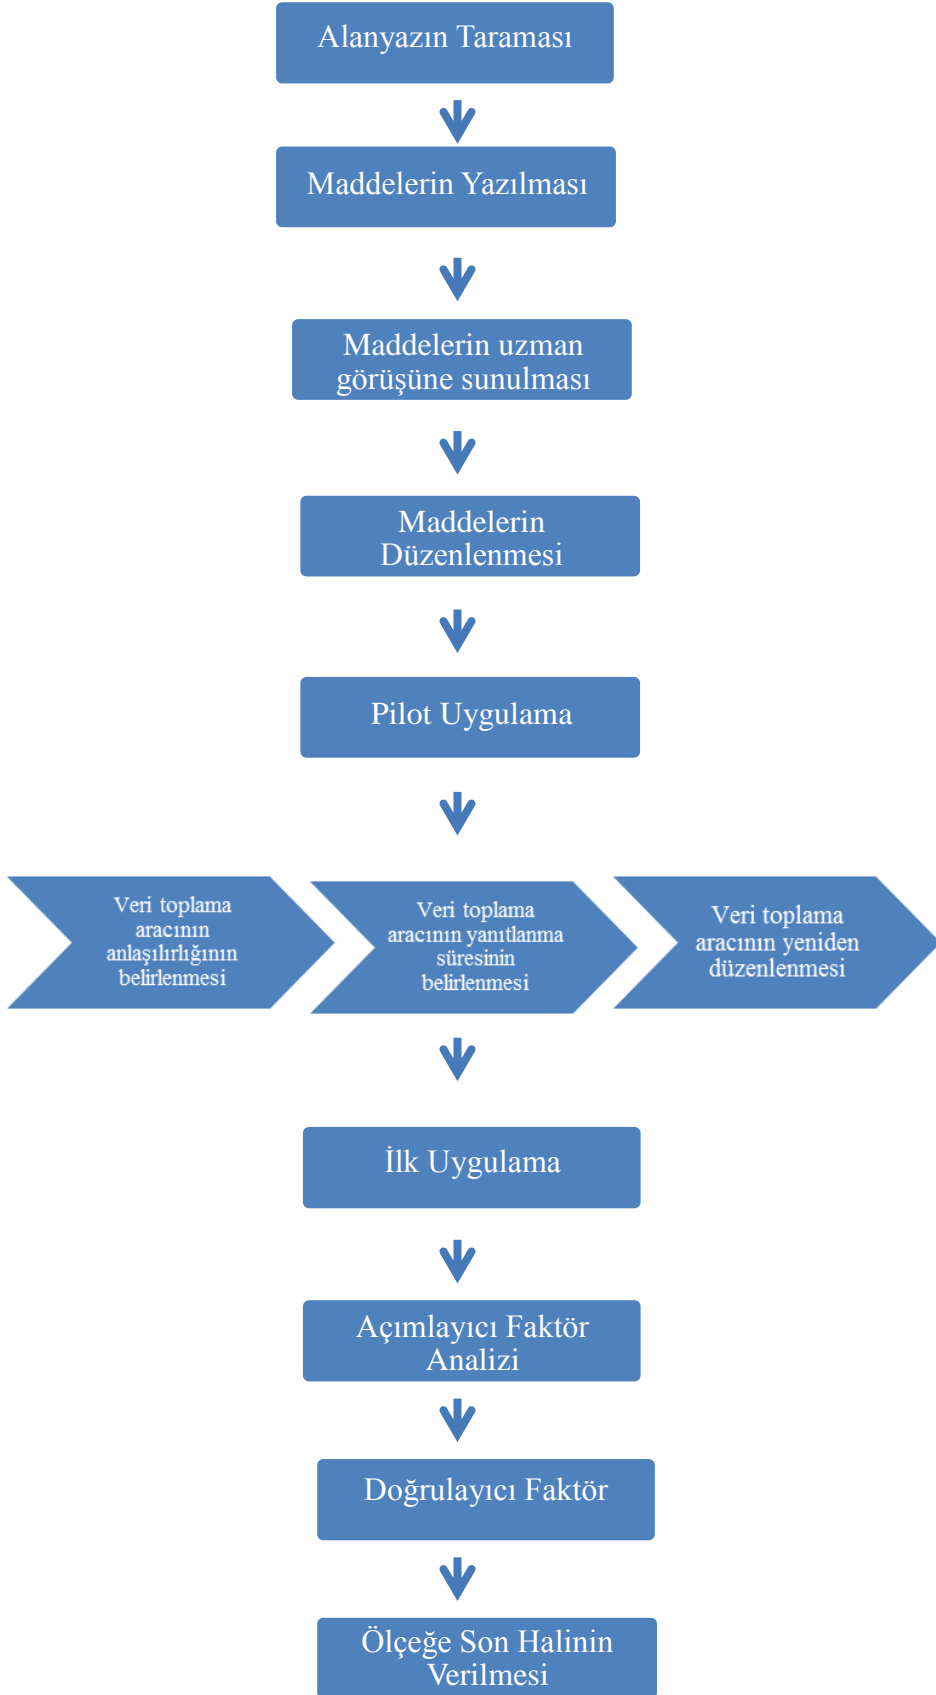 Alanyazın Taraması
Maddelerin Yazılması
Maddelerin uzman
görüşüne sunulması
Maddelerin
Düzenlenmesi
Pilot Uygulama
Veri toplama
aracının
anlaşılırlığının
belirlenmesi
Veri toplama
aracının yanıtlanma
süresinin
belirlenmesi
Veri toplama
aracının yeniden
düzenlenmesi
İlk Uygulama
Açımlayıcı Faktör
Analizi
Doğrulayıcı Faktör
Ölçeğe Son Halinin
Verilmesi